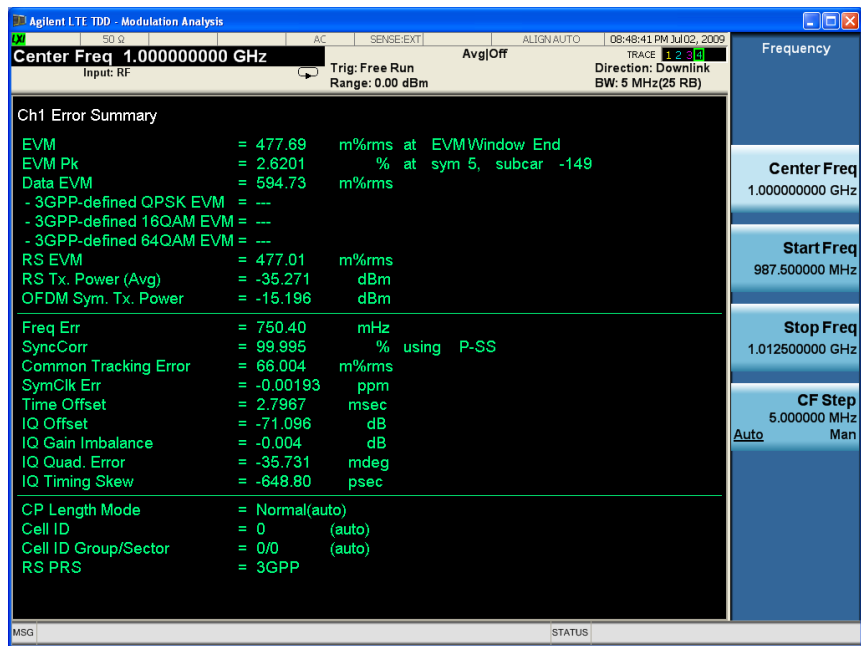 Agilent LTE TDD - Modulation Analysis
LXI 50 Ω AC SENSE:EXT ALIGN AUTO 08:48:41 PM Jul 02, 2009
Center Freq 1.000000000 GHz
Input: RF
Trig: Free Run
Range: 0.00 dBm
Avg|Off
TRACE 1 2 3 4
Direction: Downlink
BW: 5 MHz(25 RB)
Ch1 Error Summary
EVM = 477.69 m%rms at EVM Window End
EVM Pk = 2.6201 % at sym 5, subcar -149
Data EVM = 594.73 m%rms
- 3GPP-defined QPSK EVM = ---
- 3GPP-defined 16QAM EVM = ---
- 3GPP-defined 64QAM EVM = ---
RS EVM = 477.01 m%rms
RS Tx. Power (Avg) = -35.271 dBm
OFDM Sym. Tx. Power = -15.196 dBm
Freq Err = 750.40 mHz
SyncCorr = 99.995 % using P-SS
Common Tracking Error = 66.004 m%rms
SymClk Err = -0.00193 ppm
Time Offset = 2.7967 msec
IQ Offset = -71.096 dB
IQ Gain Imbalance = -0.004 dB
IQ Quad. Error = -35.731 mdeg
IQ Timing Skew = -648.80 psec
CP Length Mode = Normal(auto)
Cell ID = 0 (auto)
Cell ID Group/Sector = 0/0 (auto)
RS PRS = 3GPP
Frequency
Center Freq
1.000000000 GHz
Start Freq
987.500000 MHz
Stop Freq
1.012500000 GHz
CF Step
5.000000 MHz
Auto Man
MSG STATUS